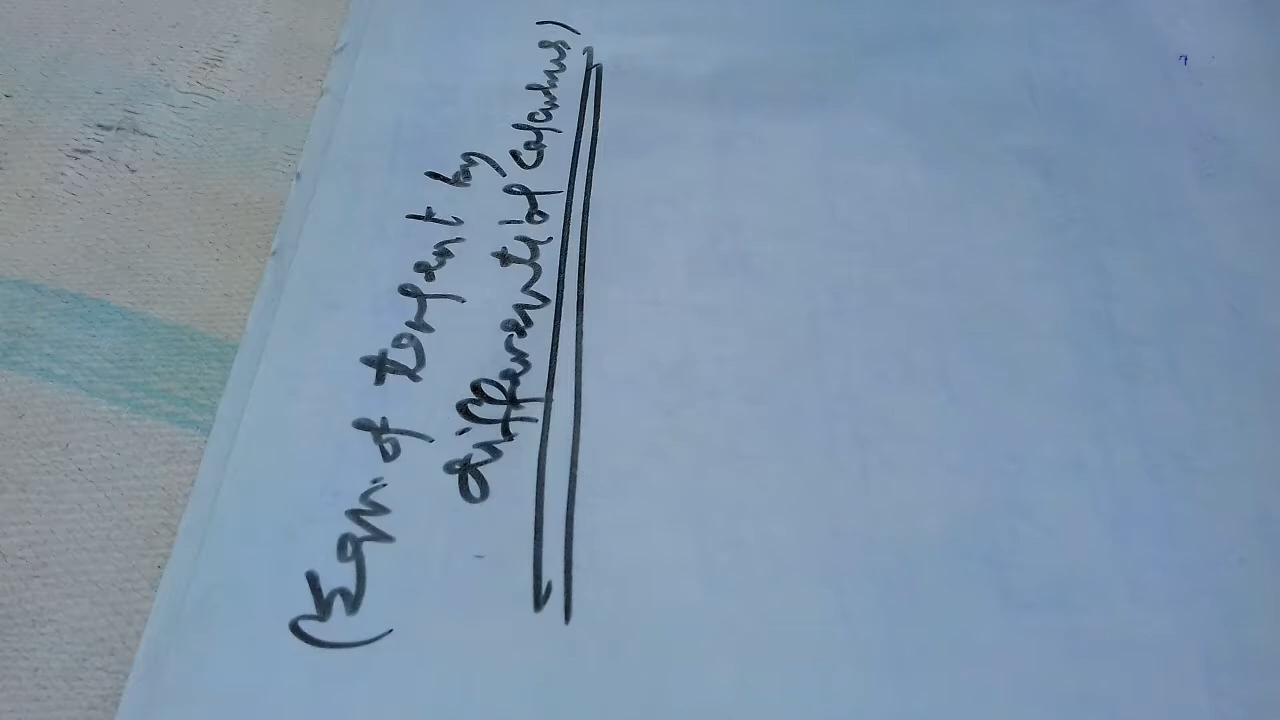 (Eqn. of tangent by
differential calculus)